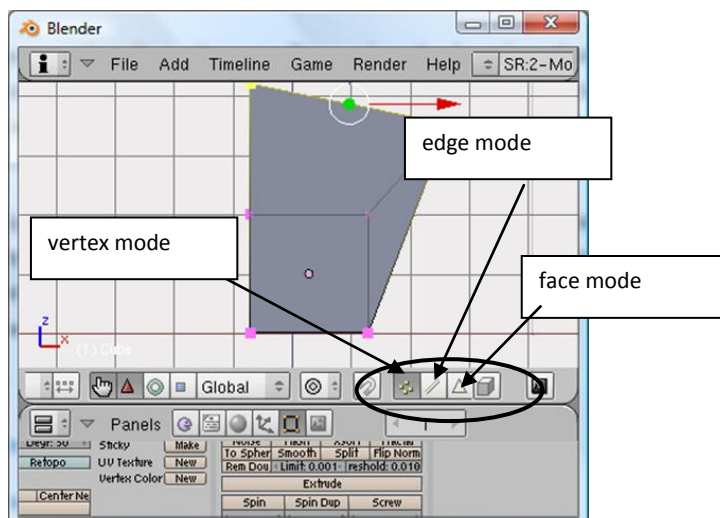 Blender
File Add Timeline Game Render Help SR:2-Mo
edge mode
vertex mode
face mode
z
x
(1) Cube
Global
Panels 1
Sticky Make
To Spher Smooth Split Flip Norm
Retopo UV Texture New Rem Dou Limit: 0.001 reshold: 0.010
Vertex Color New
Extrude
Center Ne
Spin Spin Dup Screw